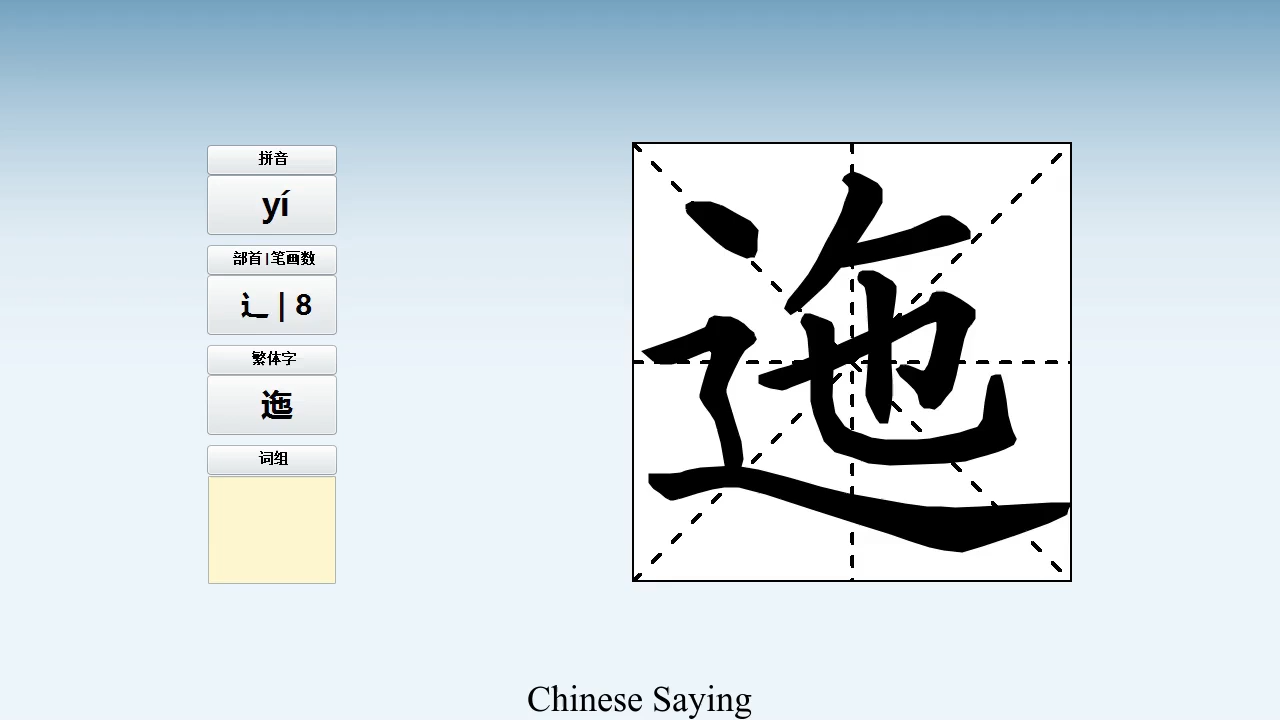 拼音
yí
部首|笔画数
辶 | 8
繁体字
迤
词组
迤
Chinese Saying